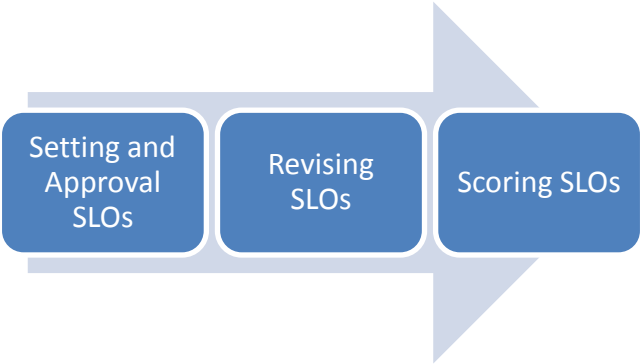 Setting and
Approval
SLOs
Revising
SLOs
Scoring SLOs